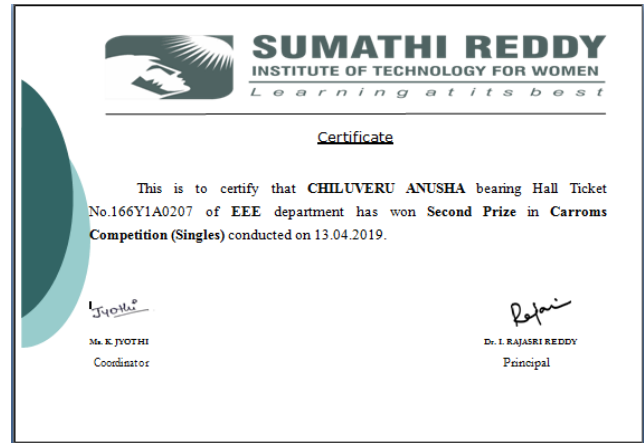 SUMATHI REDDY
INSTITUTE OF TECHNOLOGY FOR WOMEN
Learning at its best
Certificate
This is to certify that CHILUVERU ANUSHA bearing Hall Ticket
No.166Y1A0207 of EEE department has won Second Prize in Carroms
Competition (Singles) conducted on 13.04.2019.
Jyothi
Ms. K. JYOTHI
Dr. I. RAJASRI REDDY
Coordinator
Principal